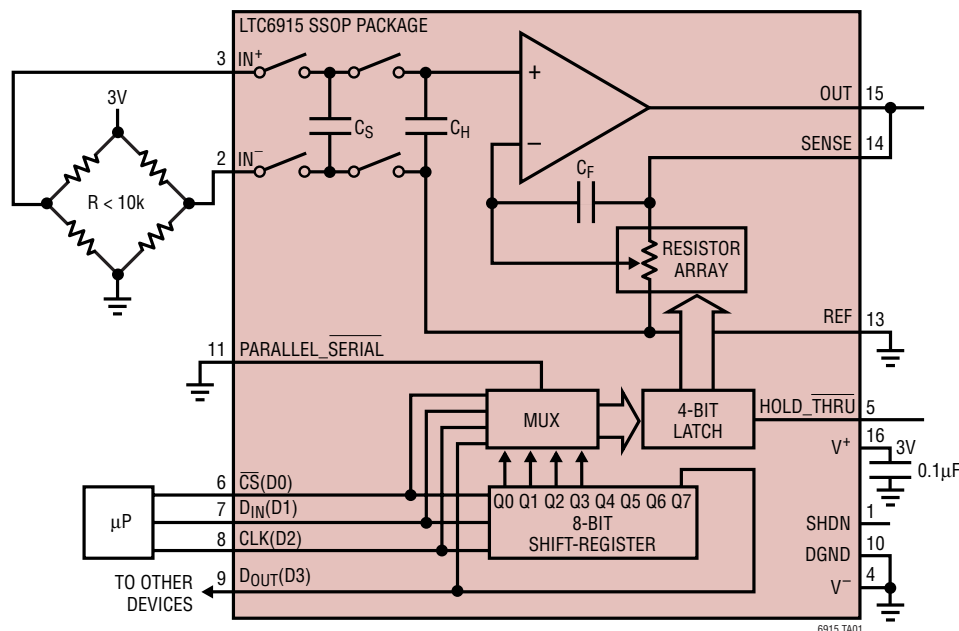 LTC6915 SSOP PACKAGE
3 IN+
3V
R < 10k
2 IN–
CS
CH
+
–
CF
OUT 15
SENSE 14
RESISTOR
ARRAY
REF 13
11 PARALLEL_SERIAL
MUX
4-BIT
LATCH
HOLD_THRU 5
V+ 16
3V
0.1µF
µP
6 CS(D0)
7 DIN(D1)
8 CLK(D2)
Q0 Q1 Q2 Q3 Q4 Q5 Q6 Q7
8-BIT
SHIFT-REGISTER
SHDN 1
DGND 10
V– 4
TO OTHER
DEVICES
9 DOUT(D3)
6915 TA01